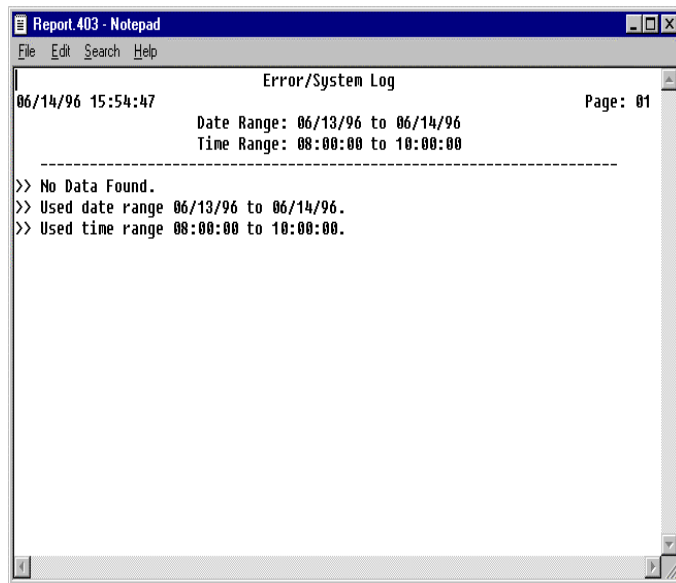 Report.403 - Notepad
File Edit Search Help
Error/System Log
06/14/96 15:54:47 Page: 01
Date Range: 06/13/96 to 06/14/96
Time Range: 08:00:00 to 10:00:00
----------------------------------------------------------------------
>> No Data Found.
>> Used date range 06/13/96 to 06/14/96.
>> Used time range 08:00:00 to 10:00:00.